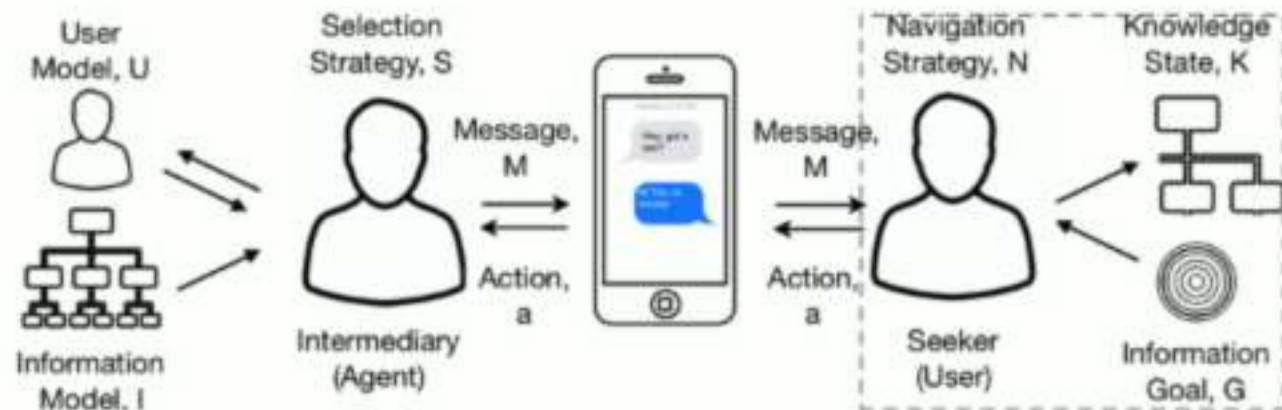 User
Model, U
Selection
Strategy, S
Navigation
Strategy, N
Knowledge
State, K
Message,
M
Message,
M
Action,
a
Action,
a
Information
Model, I
Intermediary
(Agent)
Seeker
(User)
Information
Goal, G